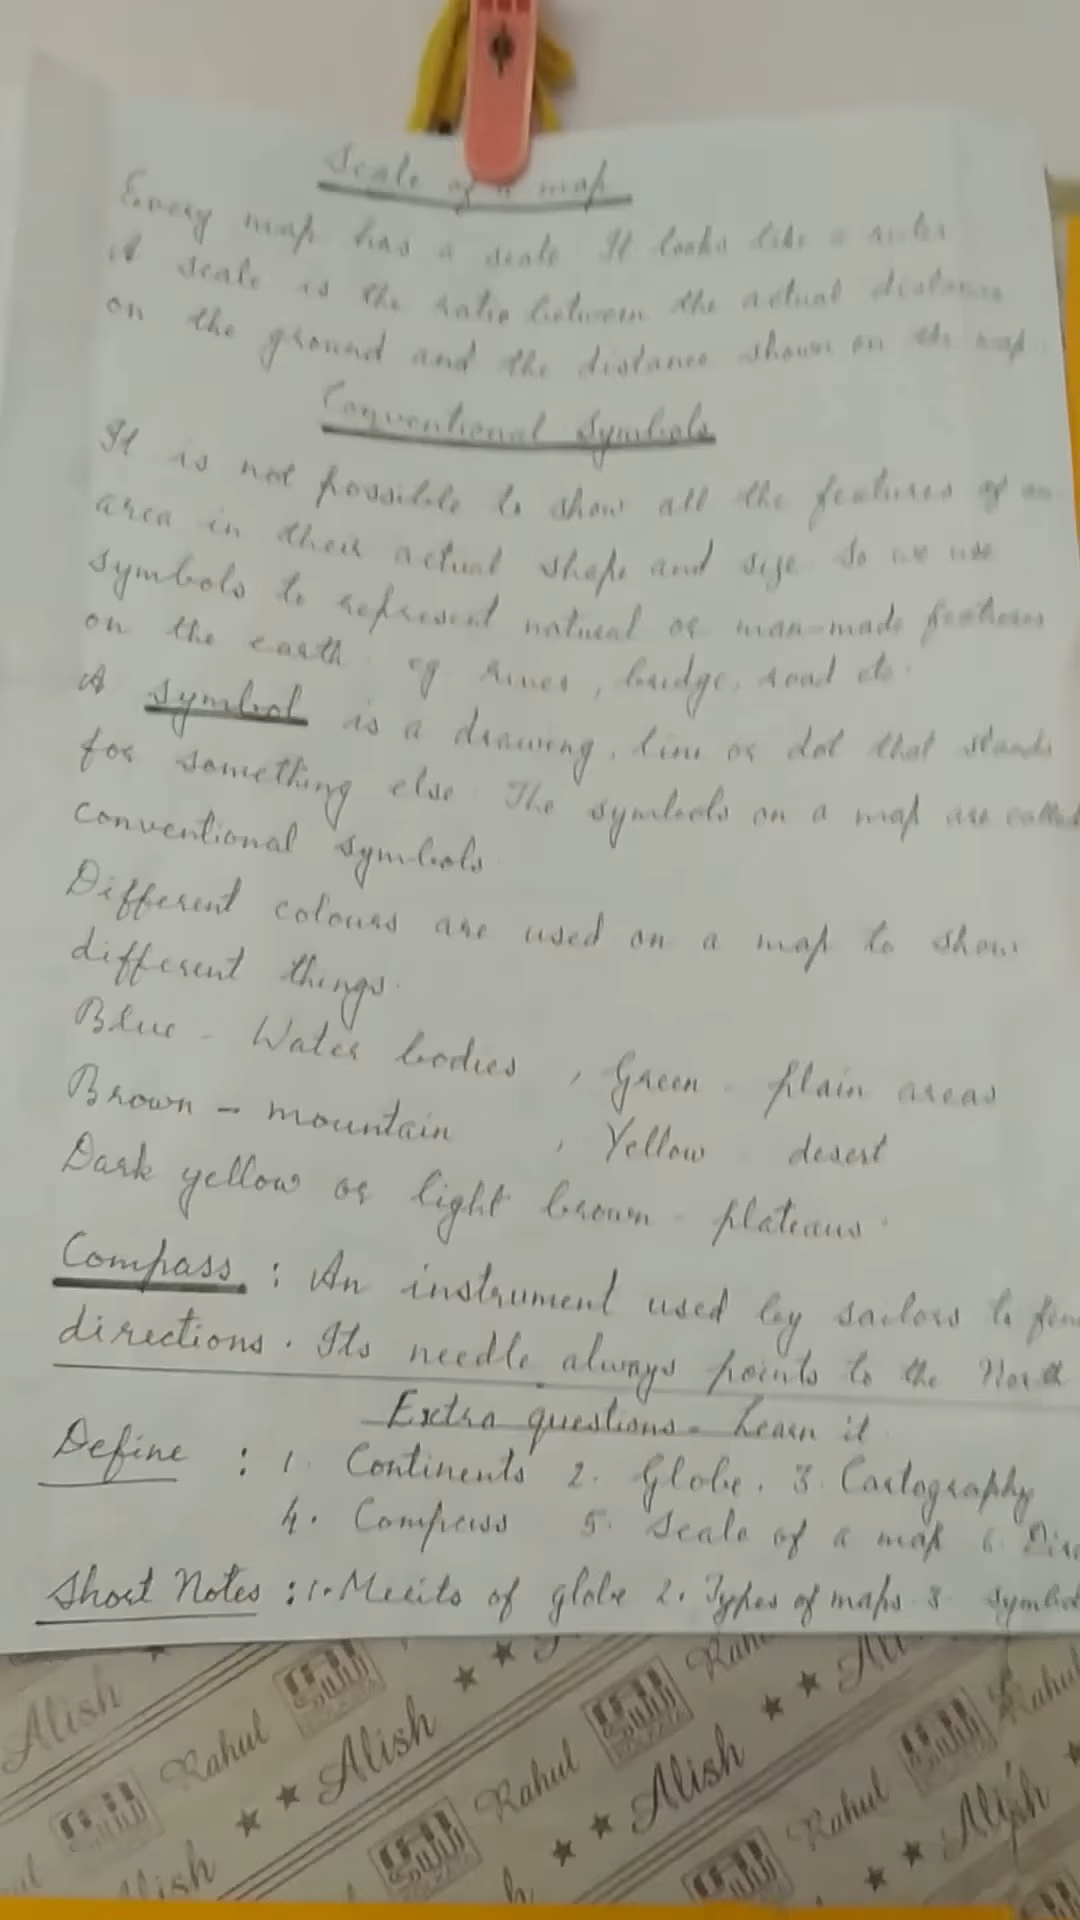 Scale of a map
Every map has a scale It looks like a ruler
A scale is the ratio between the actual distance
on the ground and the distance shown on the map
Conventional Symbols
It is not possible to show all the features of an
area in their actual shape and size. So we use
symbols to represent natural or man-made features
on the earth. eg. river, bridge, road etc.
A symbol is a drawing, line or dot that stands
for something else. The symbols on a map are called
conventional symbols.
Different colours are used on a map to show
different things.
Blue - Water bodies , Green - plain areas
Brown - mountain , Yellow - desert
Dark yellow or light brown - plateaus.
Compass : An instrument used by sailors to
directions. Its needle always points to the North
Extra questions - Learn it
Define : 1. Continents 2. Globe. 3. Cartography
4. Compass 5. Scale of a map 6.
Short Notes : 1. Merits of globe 2. Types of maps 3.
Alish Rahul Alish Rahul Alish
Rahul Alish Rahul Alish Rahul